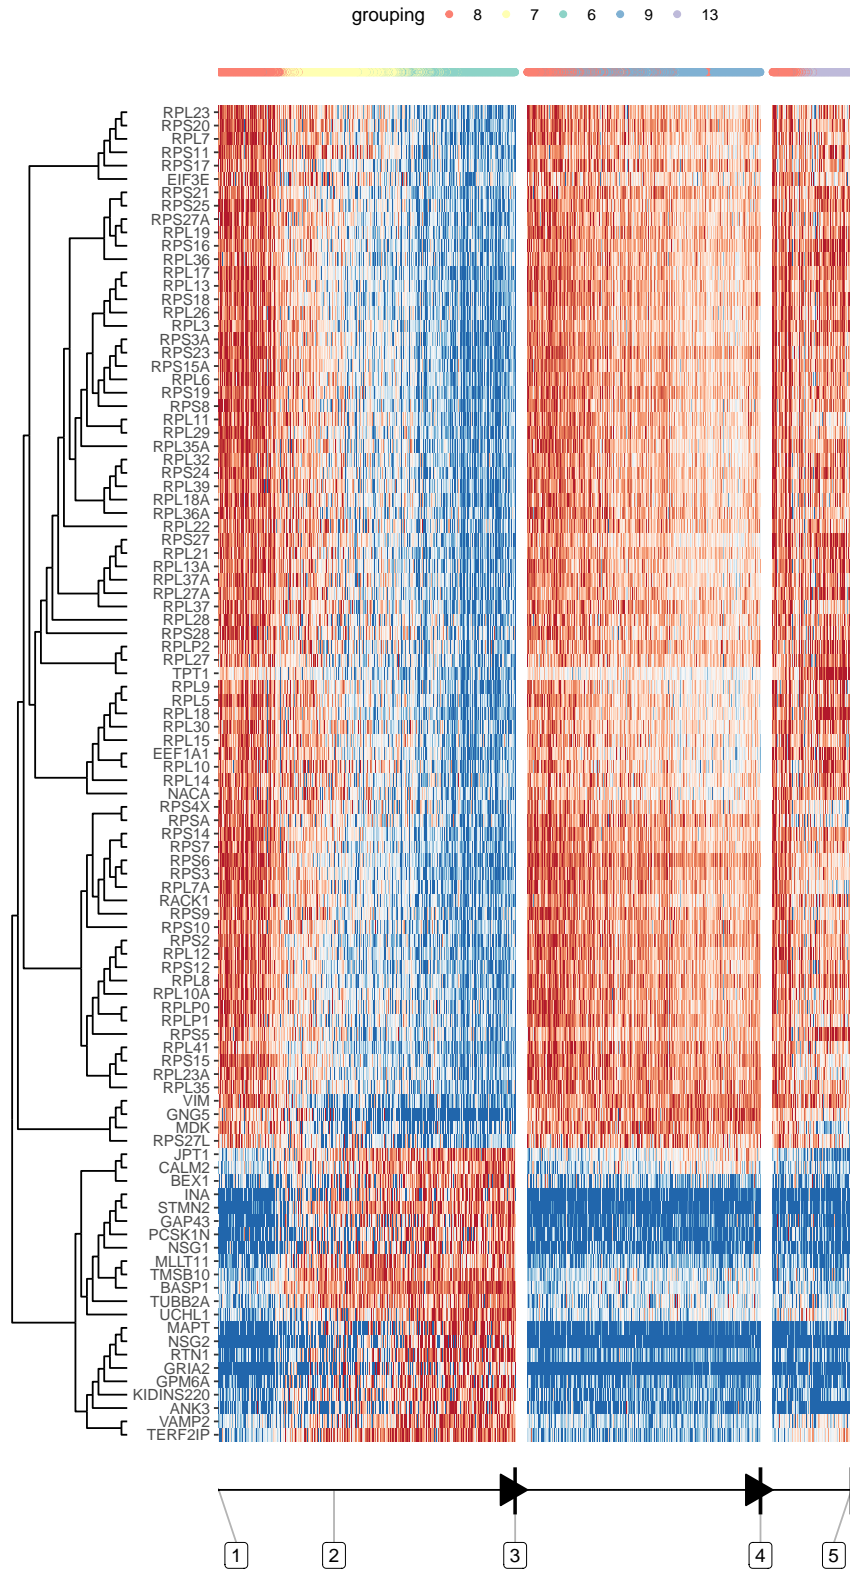 grouping 8 7 6 9 13
RPL23
RPS20
RPL7
RPS11
RPS17
EIF3E
RPS21
RPS25
RPS27A
RPL19
RPS16
RPL36
RPL17
RPL13
RPS18
RPL26
RPL3
RPS3A
RPS23
RPS15A
RPL6
RPS19
RPS8
RPL11
RPL29
RPL35A
RPL32
RPS24
RPL39
RPL18A
RPL36A
RPL22
RPS27
RPL21
RPL13A
RPL37A
RPL27A
RPL37
RPL28
RPS28
RPLP2
RPL27
TPT1
RPL9
RPL5
RPL18
RPL30
RPL15
EEF1A1
RPL10
RPL14
NACA
RPS4X
RPSA
RPS14
RPS7
RPS6
RPS3
RPL7A
RACK1
RPS9
RPS10
RPS2
RPL12
RPS12
RPL8
RPL10A
RPLP0
RPLP1
RPS5
RPL41
RPS15
RPL23A
RPL35
VIM
GNG5
MDK
RPS27L
JPT1
CALM2
BEX1
INA
STMN2
GAP43
PCSK1N
NSG1
MLLT11
TMSB10
BASP1
TUBB2A
UCHL1
MAPT
NSG2
RTN1
GRIA2
GPM6A
KIDINS220
ANK3
VAMP2
TERF2IP
1 2 3 4 5